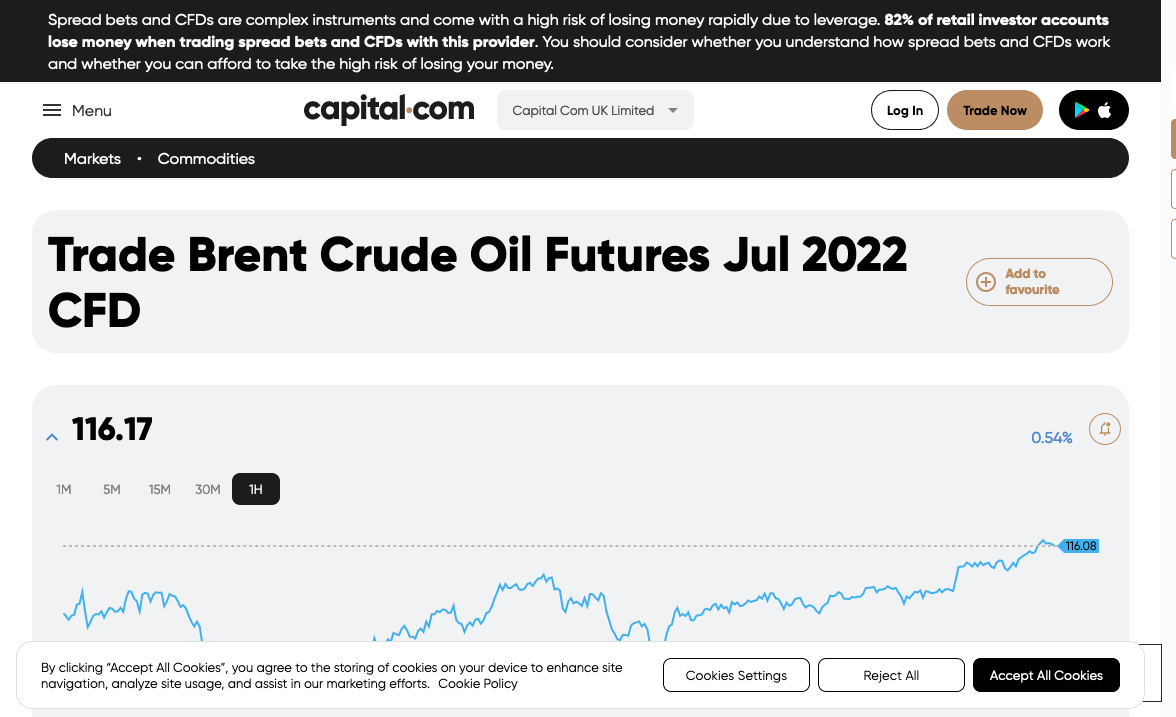 Spread bets and CFDs are complex instruments and come with a high risk of losing money rapidly due to leverage. 82% of retail investor accounts
lose money when trading spread bets and CFDs with this provider. You should consider whether you understand how spread bets and CFDs work
and whether you can afford to take the high risk of losing your money.
Menu
capital.com
Capital Com UK Limited
Log In
Trade Now
Markets • Commodities
Trade Brent Crude Oil Futures Jul 2022
CFD
Add to
favourite
116.17
0.54%
1M 5M 15M 30M 1H
116.08
By clicking “Accept All Cookies”, you agree to the storing of cookies on your device to enhance site
navigation, analyze site usage, and assist in our marketing efforts. Cookie Policy
Cookies Settings
Reject All
Accept All Cookies